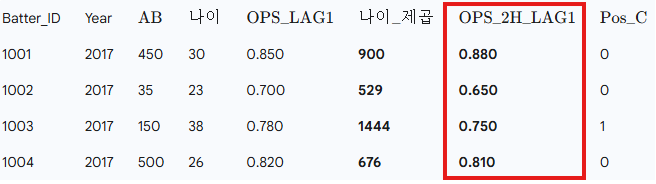 Batter_ID Year AB 나이 OPS_LAG1 나이_제곱 OPS_2H_LAG1 Pos_C
1001 2017 450 30 0.850 900 0.880 0
1002 2017 35 23 0.700 529 0.650 0
1003 2017 150 38 0.780 1444 0.750 1
1004 2017 500 26 0.820 676 0.810 0